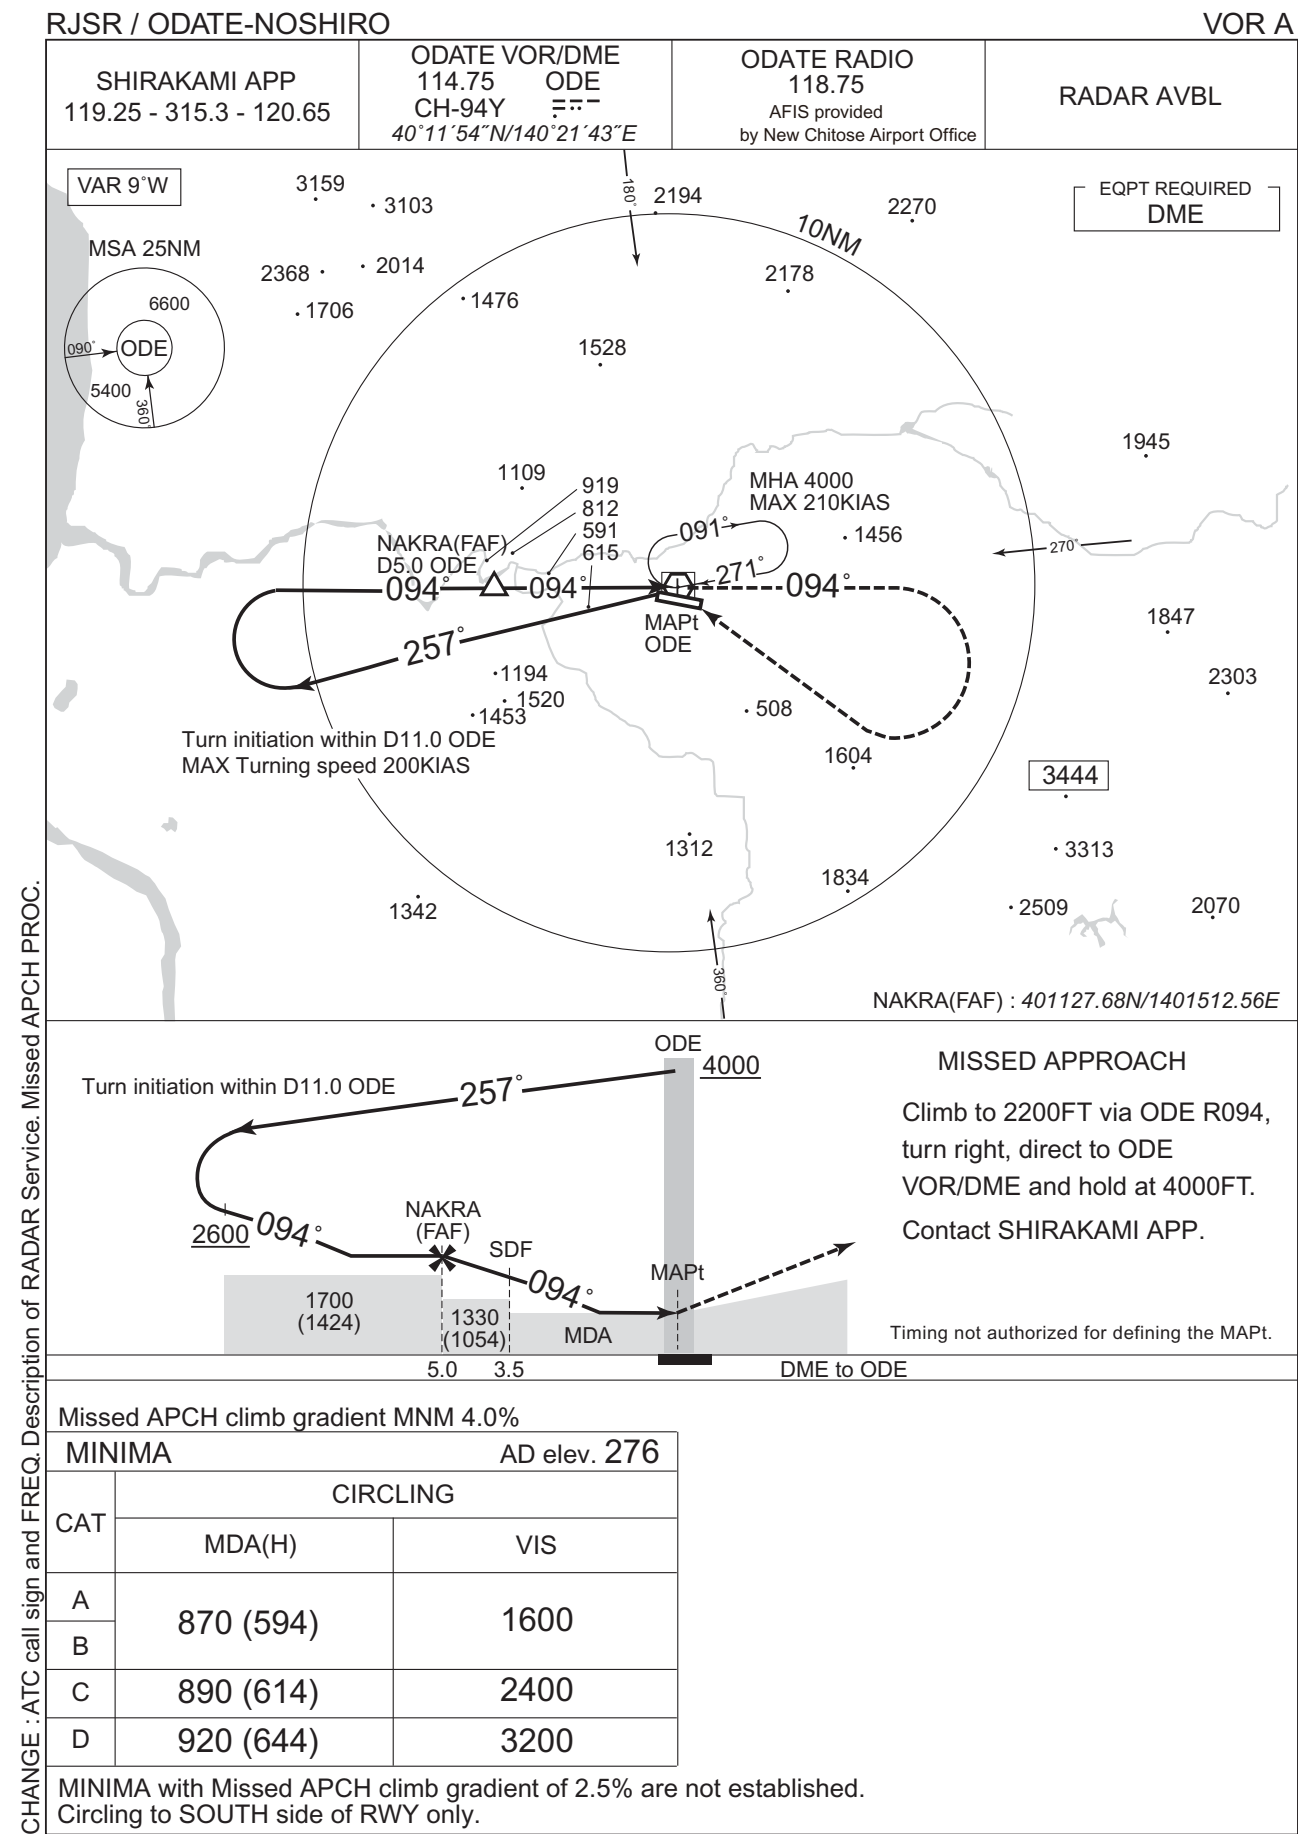 RJSR / ODATE-NOSHIRO
VOR A
SHIRAKAMI APP
119.25 - 315.3 - 120.65
ODATE VOR/DME
114.75 ODE
CH-94Y
40°11´54˝N/140°21´43˝E
ODATE RADIO
118.75
AFIS provided
by New Chitose Airport Office
RADAR AVBL
VAR 9°W
MSA 25NM
6600
090°
ODE
5400
360°
EQPT REQUIRED
DME
3159
3103
180°
2194
2270
10NM
2368
2014
2178
1706
1476
1528
1945
1109
919
812
591
615
MHA 4000
MAX 210KIAS
1456
NAKRA(FAF)
D5.0 ODE
091°
271°
270°
094°
094°
094°
257°
MAPt
ODE
1847
1194
1520
1453
508
2303
Turn initiation within D11.0 ODE
MAX Turning speed 200KIAS
1604
3444
1312
3313
1834
1342
2509
2070
360°
NAKRA(FAF) : 401127.68N/1401512.56E
ODE
4000
Turn initiation within D11.0 ODE
257°
2600
094°
NAKRA
(FAF)
SDF
094°
MAPt
1700
(1424)
1330
(1054)
MDA
5.0
3.5
DME to ODE
MISSED APPROACH
Climb to 2200FT via ODE R094,
turn right, direct to ODE
VOR/DME and hold at 4000FT.
Contact SHIRAKAMI APP.
Timing not authorized for defining the MAPt.
Missed APCH climb gradient MNM 4.0%
MINIMA
AD elev. 276
CAT
CIRCLING
MDA(H)
VIS
A
B
870 (594)
1600
C
890 (614)
2400
D
920 (644)
3200
MINIMA with Missed APCH climb gradient of 2.5% are not established.
Circling to SOUTH side of RWY only.
CHANGE : ATC call sign and FREQ. Description of RADAR Service. Missed APCH PROC.